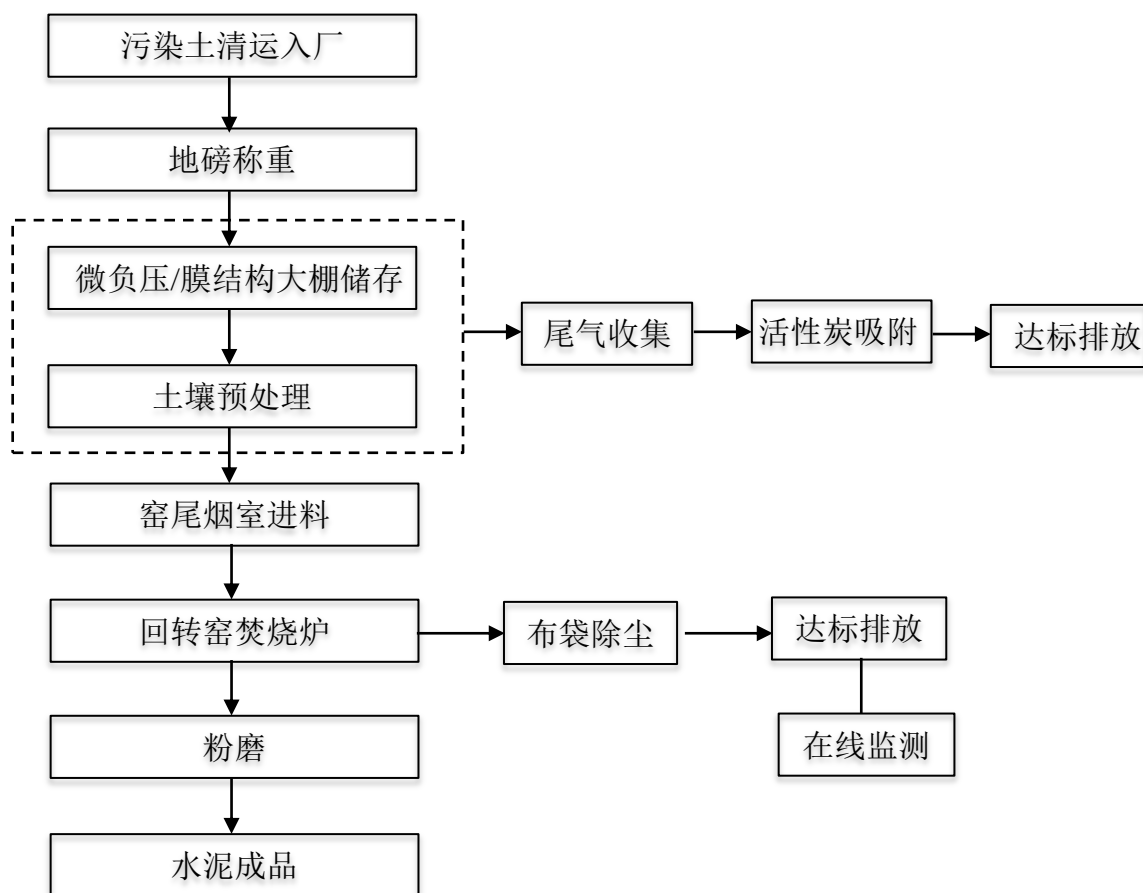 污染土清运入厂
地磅称重
微负压/膜结构大棚储存
尾气收集
活性炭吸附
达标排放
土壤预处理
窑尾烟室进料
回转窑焚烧炉
布袋除尘
达标排放
粉磨
在线监测
水泥成品